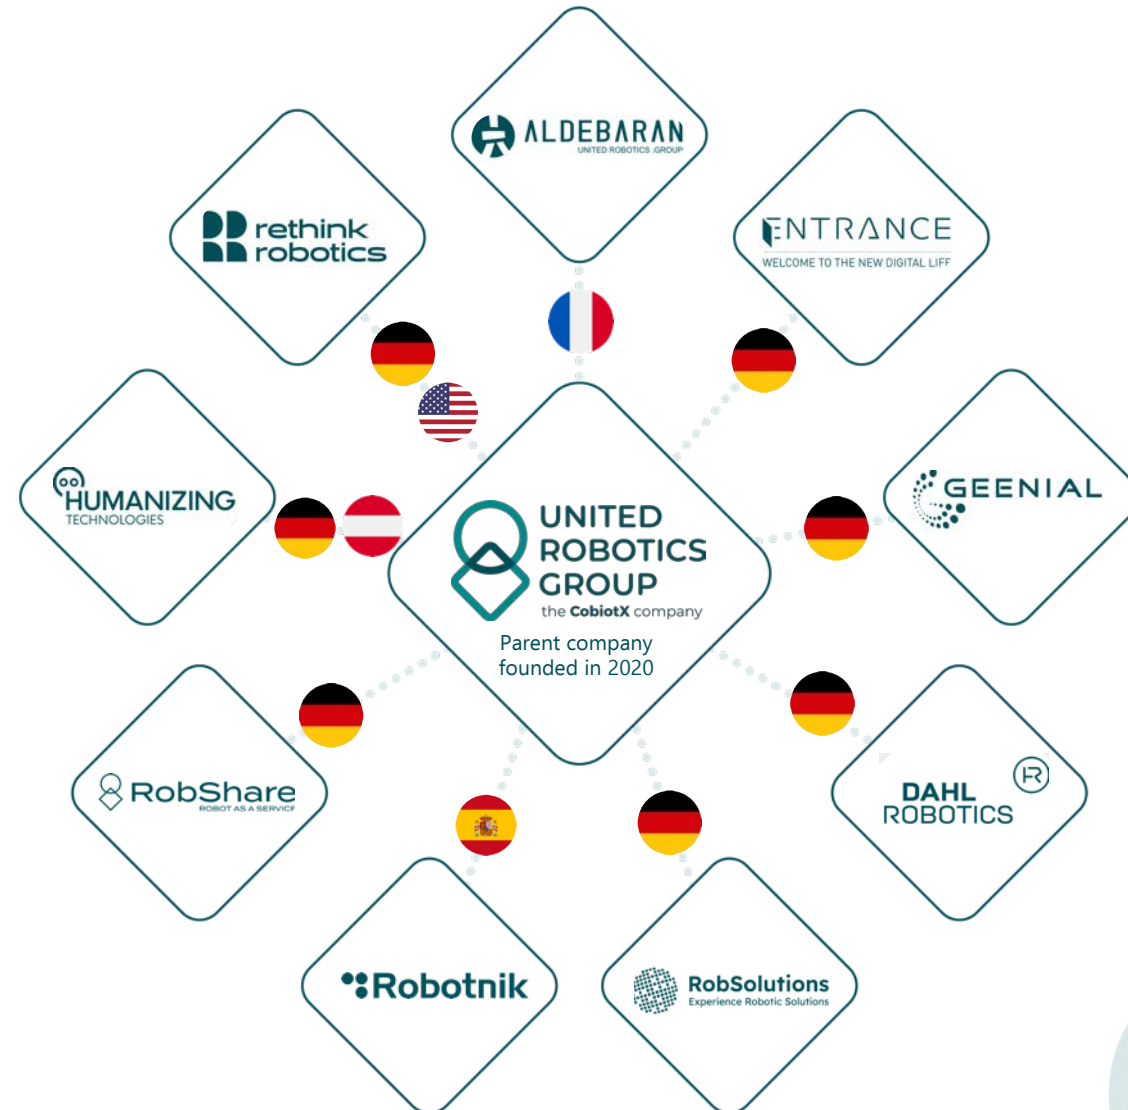 ALDEBARAN
UNITED ROBOTICS GROUP
rethink
robotics
ENTRANCE
WELCOME TO THE NEW DIGITAL LIFE
HUMANIZING
TECHNOLOGIES
GEENIAL
UNITED
ROBOTICS
GROUP
the CobiotX company
Parent company
founded in 2020
RobShare
ROBOT AS A SERVICE
DAHL
ROBOTICS
R
Robotnik
RobSolutions
Experience Robotic Solutions